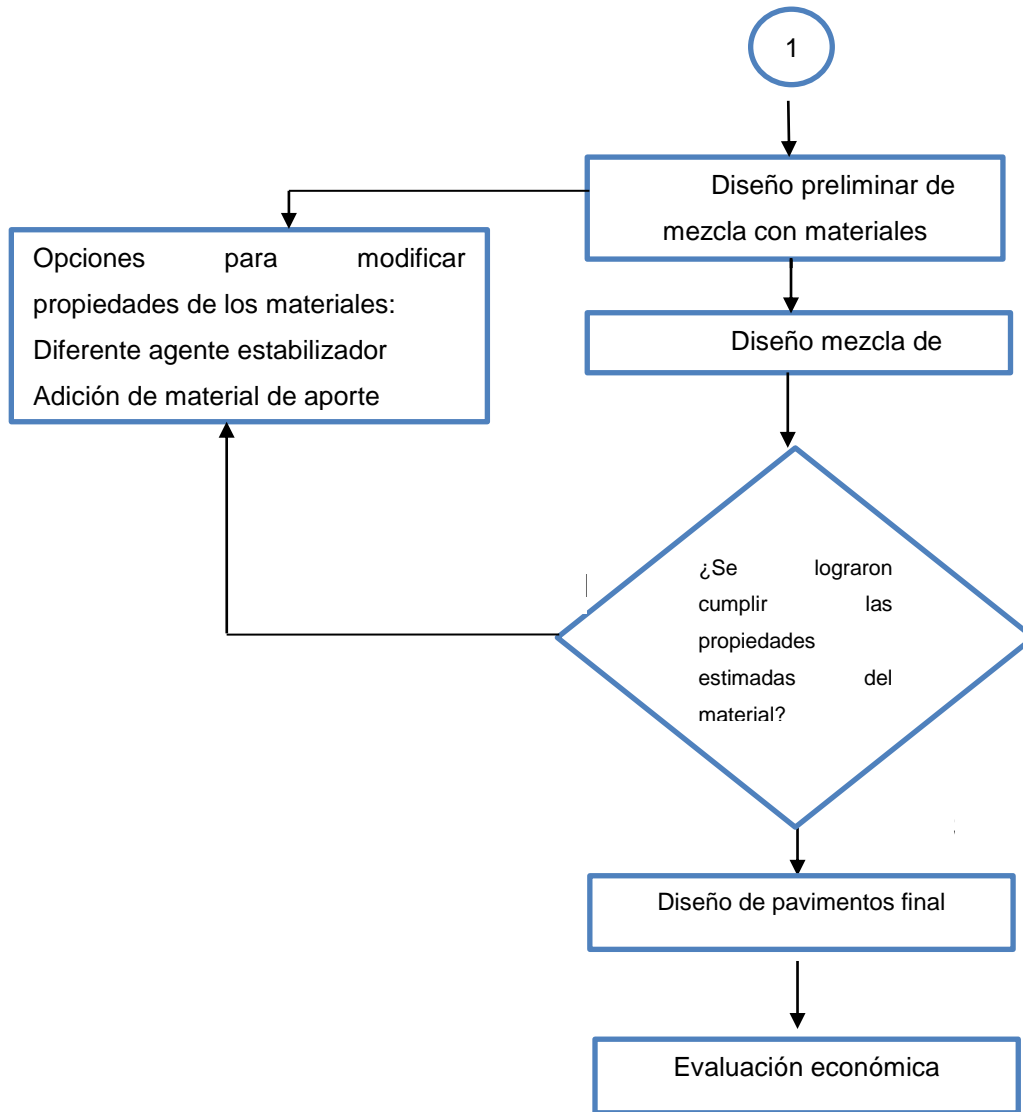 1
Diseño preliminar de
mezcla con materiales
Opciones para modificar
propiedades de los materiales:
Diferente agente estabilizador
Adición de material de aporte
Diseño mezcla de
¿Se lograron
cumplir las
propiedades
estimadas del
material?
Diseño de pavimentos final
Evaluación económica